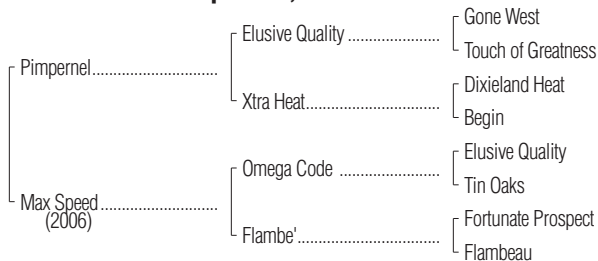 Gone West
Elusive Quality ....................
Touch of Greatness
Pimpernel...........................
Dixieland Heat
Xtra Heat.............................
Begin
Elusive Quality
Omega Code ......................
Tin Oaks
Max Speed.........................
(2006)
Fortunate Prospect
Flambe'...............................
Flambeau